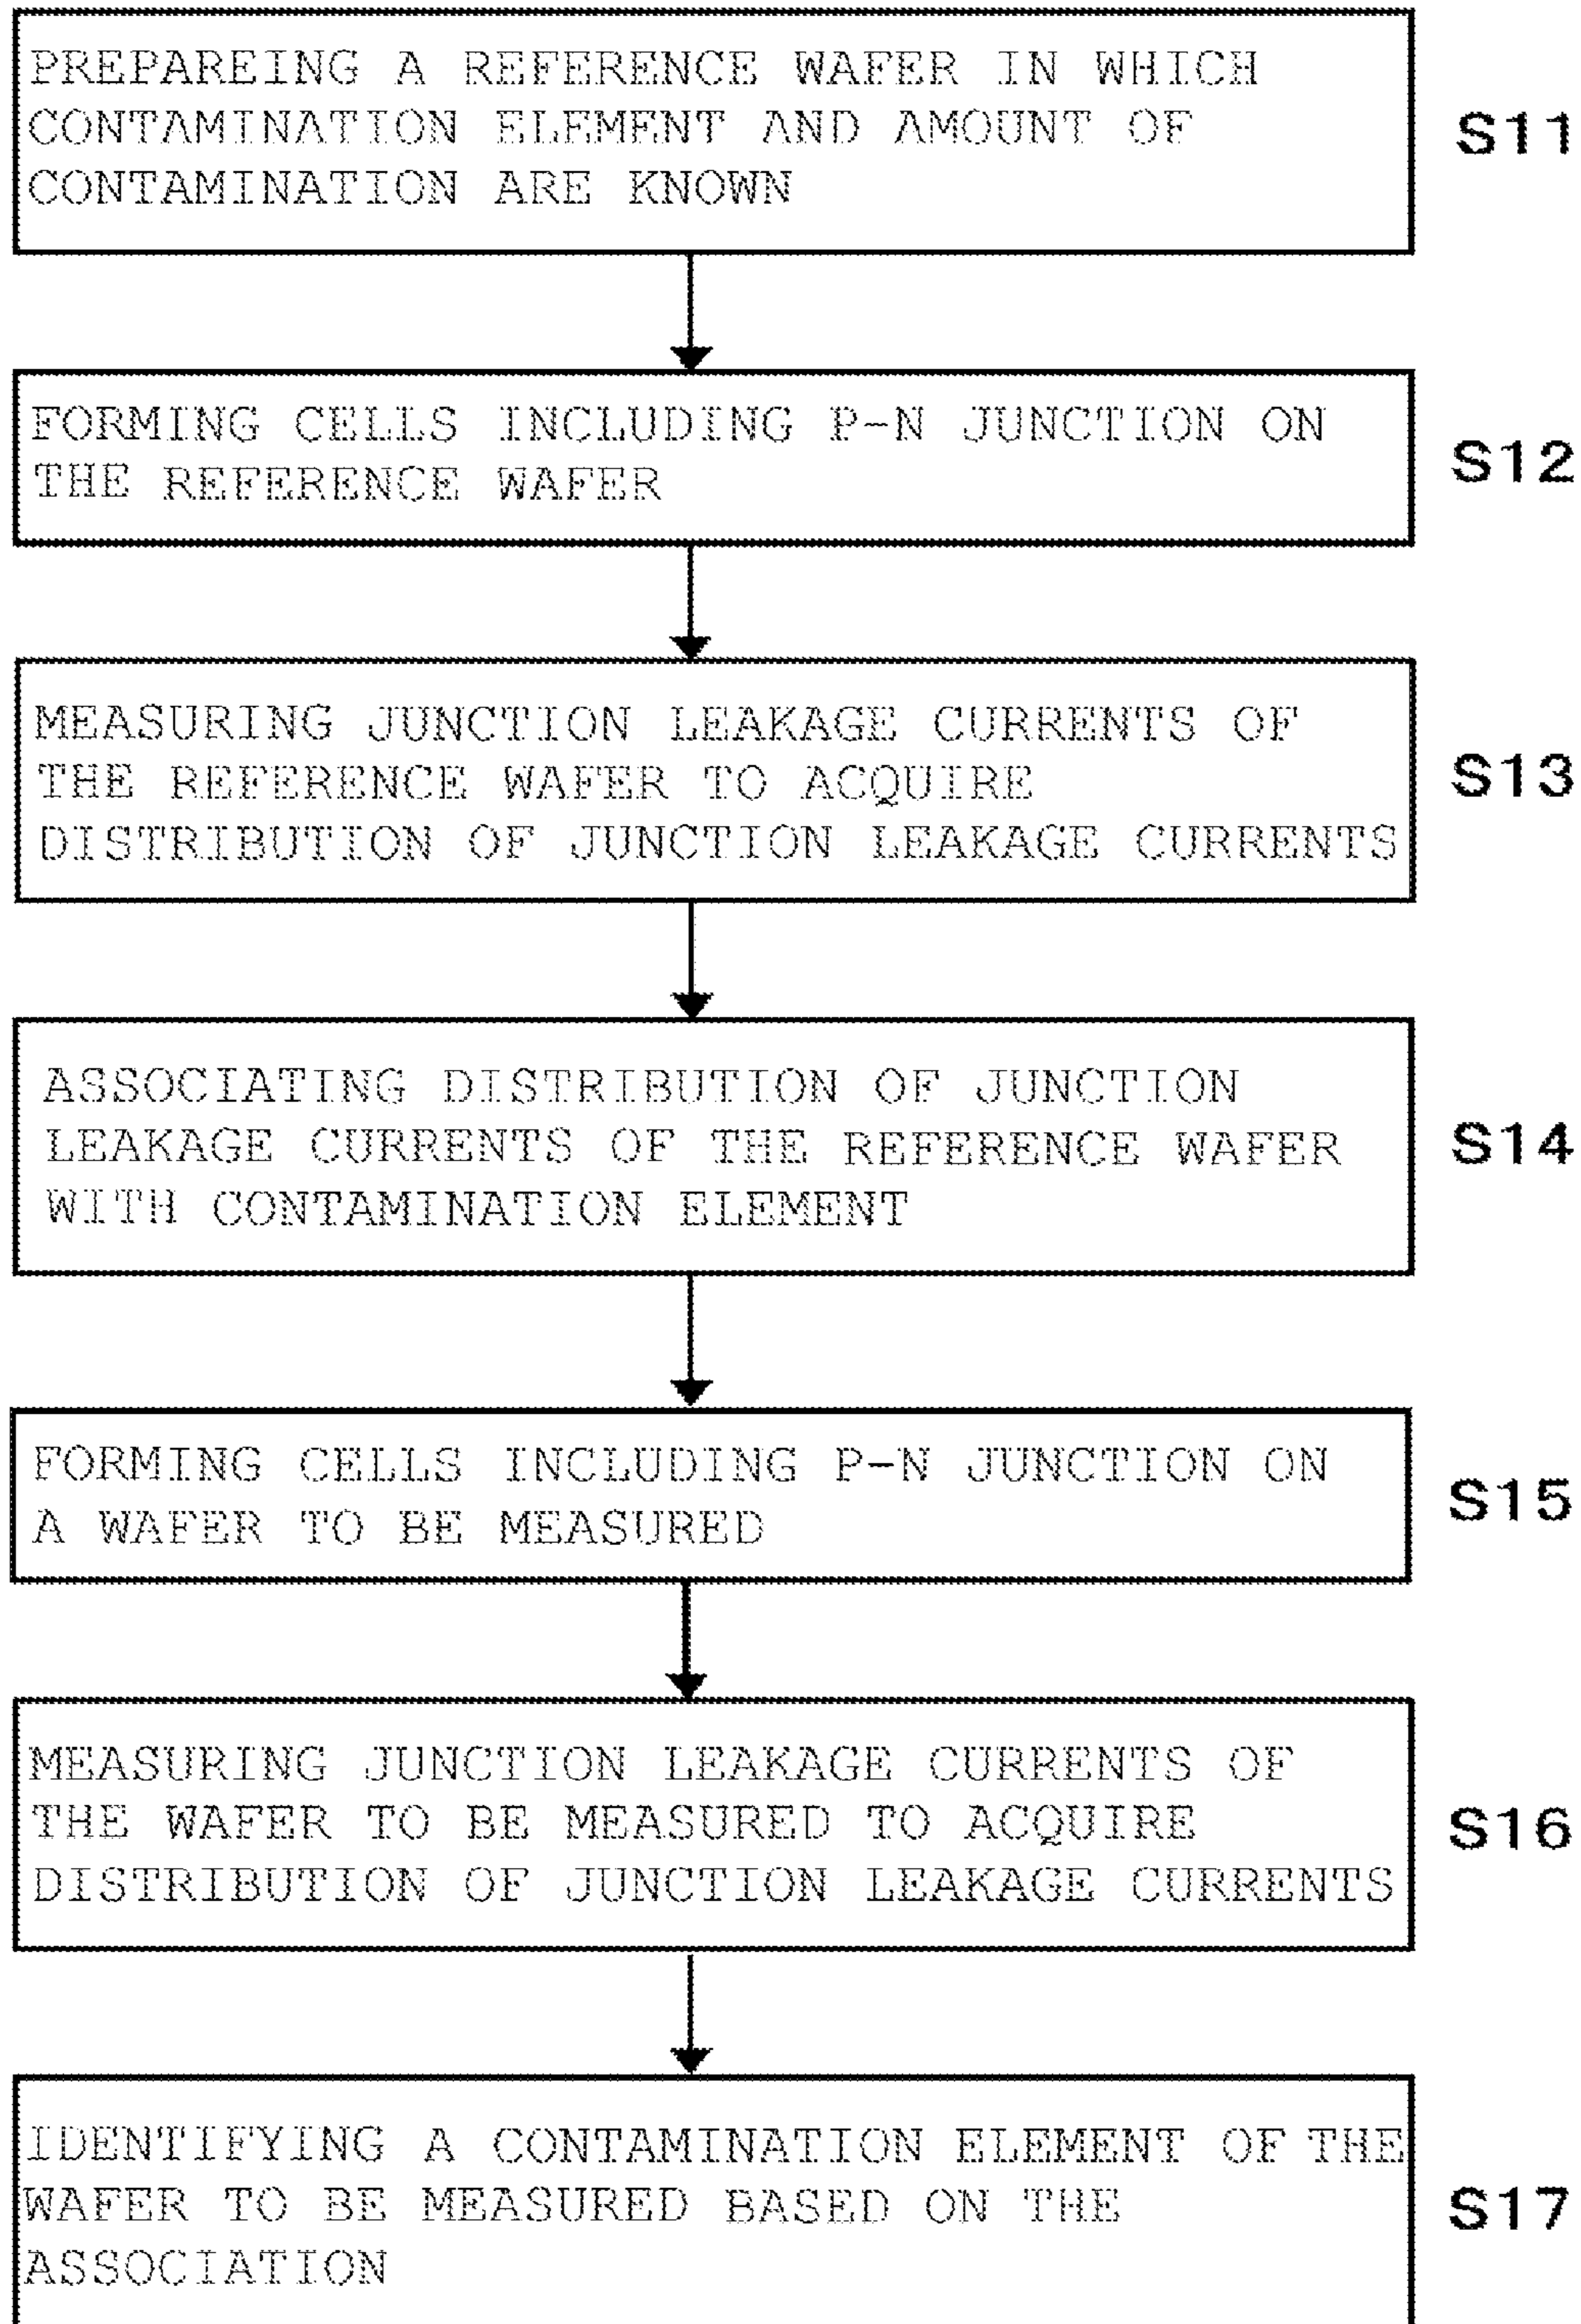 PREPAREING A REFERENCE WAFER IN WHICH
CONTAMINATION ELEMENT AND AMOUNT OF
CONTAMINATION ARE KNOWN
S11
FORMING CELLS INCLUDING P-N JUNCTION ON
THE REFERENCE WAFER
S12
MEASURING JUNCTION LEAKAGE CURRENTS OF
THE REFERENCE WAFER TO ACQUIRE
DISTRIBUTION OF JUNCTION LEAKAGE CURRENTS
S13
ASSOCIATING DISTRIBUTION OF JUNCTION
LEAKAGE CURRENTS OF THE REFERENCE WAFER
WITH CONTAMINATION ELEMENT
S14
FORMING CELLS INCLUDING P-N JUNCTION ON
A WAFER TO BE MEASURED
S15
MEASURING JUNCTION LEAKAGE CURRENTS OF
THE WAFER TO BE MEASURED TO ACQUIRE
DISTRIBUTION OF JUNCTION LEAKAGE CURRENTS
S16
IDENTIFYING A CONTAMINATION ELEMENT OF THE
WAFER TO BE MEASURED BASED ON THE
ASSOCIATION
S17